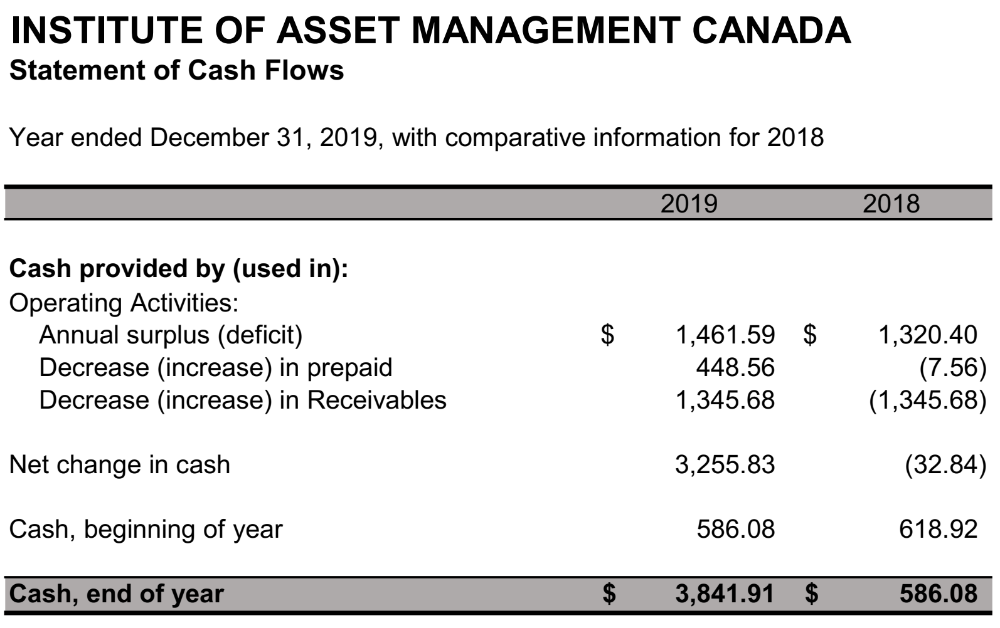 INSTITUTE OF ASSET MANAGEMENT CANADA
Statement of Cash Flows
Year ended December 31, 2019, with comparative information for 2018
2019 2018
Cash provided by (used in):
Operating Activities:
Annual surplus (deficit) $ 1,461.59 $ 1,320.40
Decrease (increase) in prepaid 448.56 (7.56)
Decrease (increase) in Receivables 1,345.68 (1,345.68)
Net change in cash 3,255.83 (32.84)
Cash, beginning of year 586.08 618.92
Cash, end of year $ 3,841.91 $ 586.08